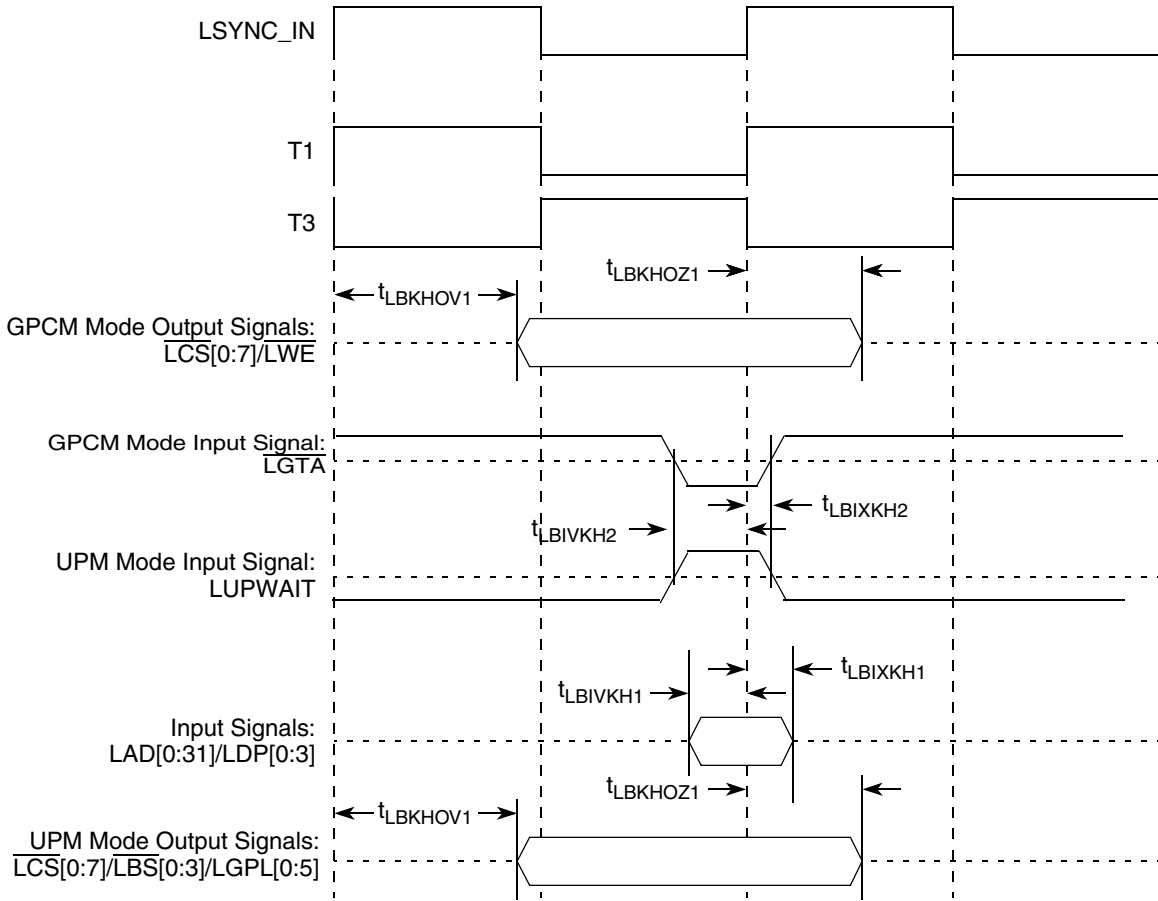 LSYNC_IN
T1
T3
tLBKHOZ1
tLBKHOV1
GPCM Mode Output Signals:
LCS[0:7]/LWE
GPCM Mode Input Signal:
LGTA
tLBIXKH2
tLBIVKH2
UPM Mode Input Signal:
LUPWAIT
tLBIXKH1
tLBIVKH1
Input Signals:
LAD[0:31]/LDP[0:3]
tLBKHOZ1
tLBKHOV1
UPM Mode Output Signals:
LCS[0:7]/LBS[0:3]/LGPL[0:5]